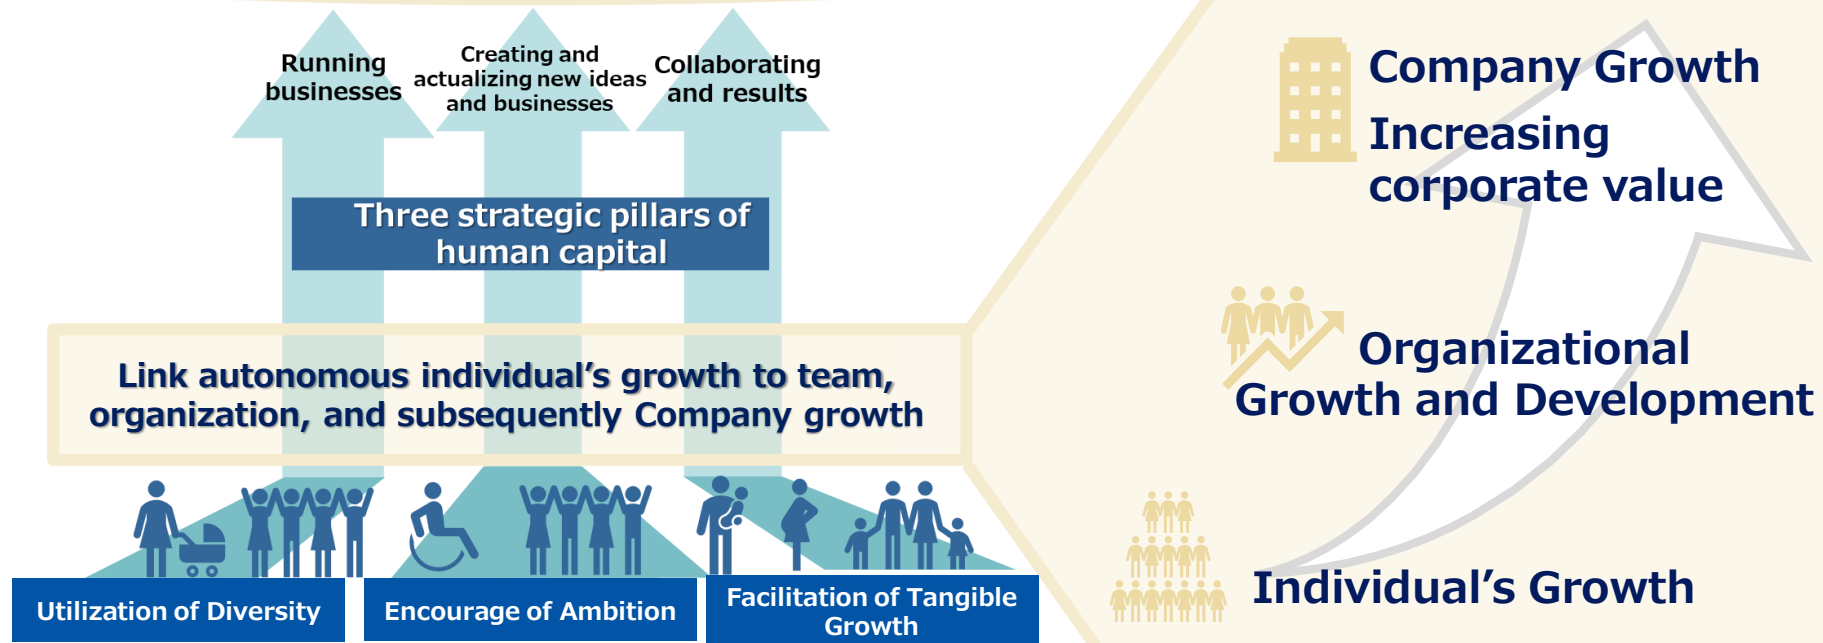 Running
businesses
Creating and
actualizing new ideas
and businesses
Collaborating
and results
Three strategic pillars of
human capital
Link autonomous individual's growth to team,
organization, and subsequently Company growth
Utilization of Diversity
Encourage of Ambition
Facilitation of Tangible
Growth
Company Growth
Increasing
corporate value
Organizational
Growth and Development
Individual's Growth